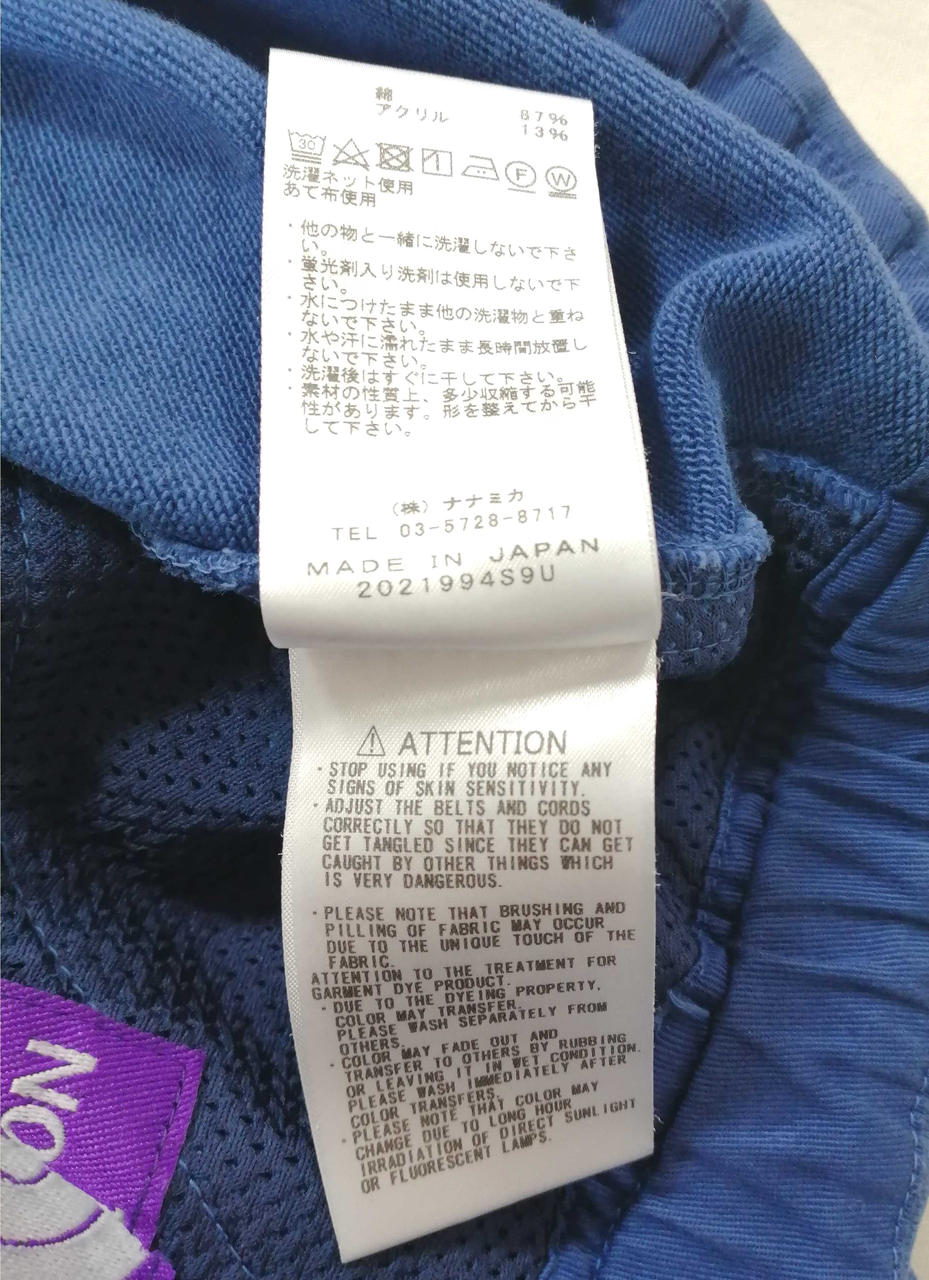 綿 87%
アクリル 13%
30
F W
洗濯ネット使用
あて布使用
・他の物と一緒に洗濯しないで下さ
い。
・蛍光剤入り洗剤は使用しないで下
さい。
・水につけたまま他の洗濯物と重ね
ないで下さい。
・水や汗に濡れたまま長時間放置し
ないで下さい。
・洗濯後はすぐに干して下さい。
・素材の性質上、多少収縮する可能
性があります。形を整えてから干
して下さい。
(株)ナナミカ
TEL 03-5728-8717
MADE IN JAPAN
2021994S9U
⚠ ATTENTION
・STOP USING IF YOU NOTICE ANY
SIGNS OF SKIN SENSITIVITY.
・ADJUST THE BELTS AND CORDS
CORRECTLY SO THAT THEY DO NOT
GET TANGLED SINCE THEY CAN GET
CAUGHT BY OTHER THINGS WHICH
IS VERY DANGEROUS.
・PLEASE NOTE THAT BRUSHING AND
PILLING OF FABRIC MAY OCCUR
DUE TO THE UNIQUE TOUCH OF THE
FABRIC.
ATTENTION TO THE TREATMENT FOR
GARMENT DYE PRODUCT.
・DUE TO THE DYEING PROPERTY,
COLOR MAY TRANSFER.
PLEASE WASH SEPARATELY FROM
OTHERS.
・COLOR MAY FADE OUT AND
TRANSFER TO OTHERS BY RUBBING
OR LEAVING IT IN WET CONDITION.
PLEASE WASH IMMEDIATELY AFTER
COLOR TRANSFERS.
・PLEASE NOTE THAT COLOR MAY
CHANGE DUE TO LONG HOUR
IRRADIATION OF DIRECT SUNLIGHT
OR FLUORESCENT LAMPS.
NO